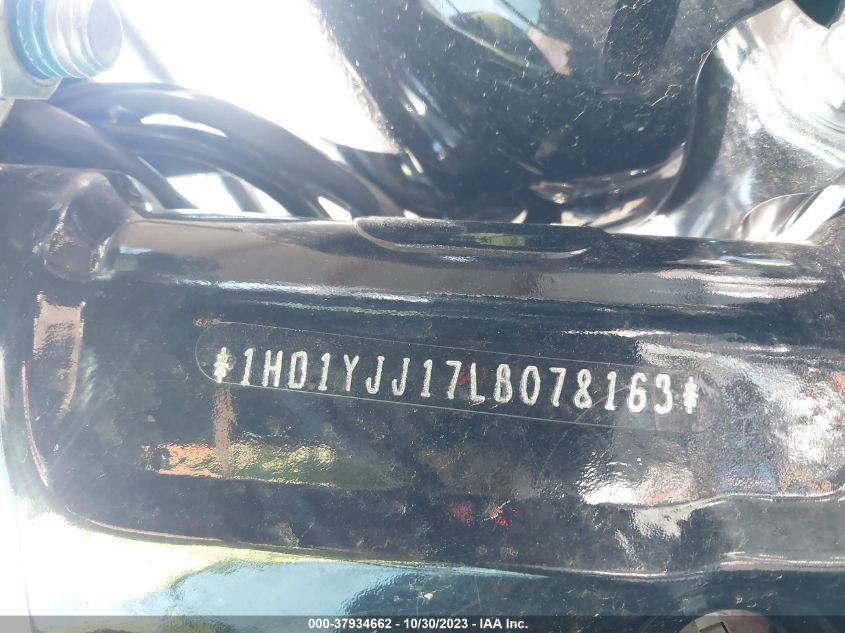 *1HD1YJJ17LB078163*
000-37934662 - 10/30/2023 - IAA Inc.